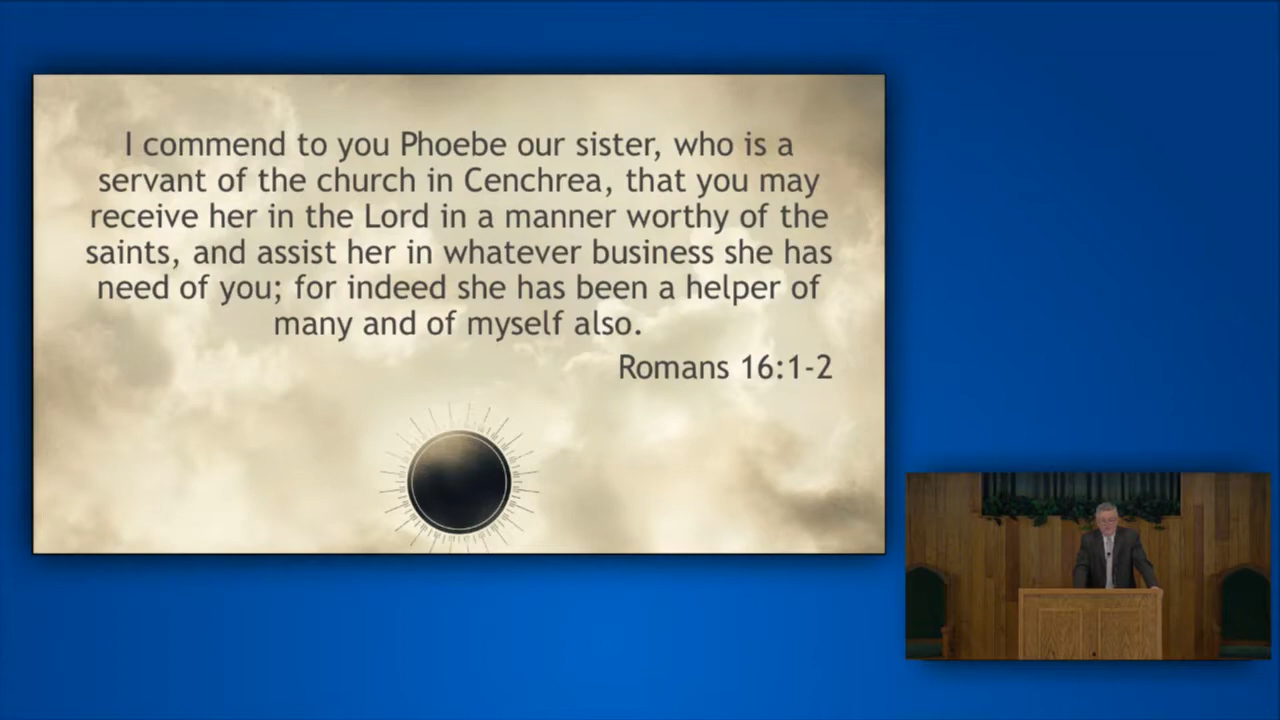 I commend to you Phoebe our sister, who is a
servant of the church in Cenchrea, that you may
receive her in the Lord in a manner worthy of the
saints, and assist her in whatever business she has
need of you; for indeed she has been a helper of
many and of myself also.
Romans 16:1-2